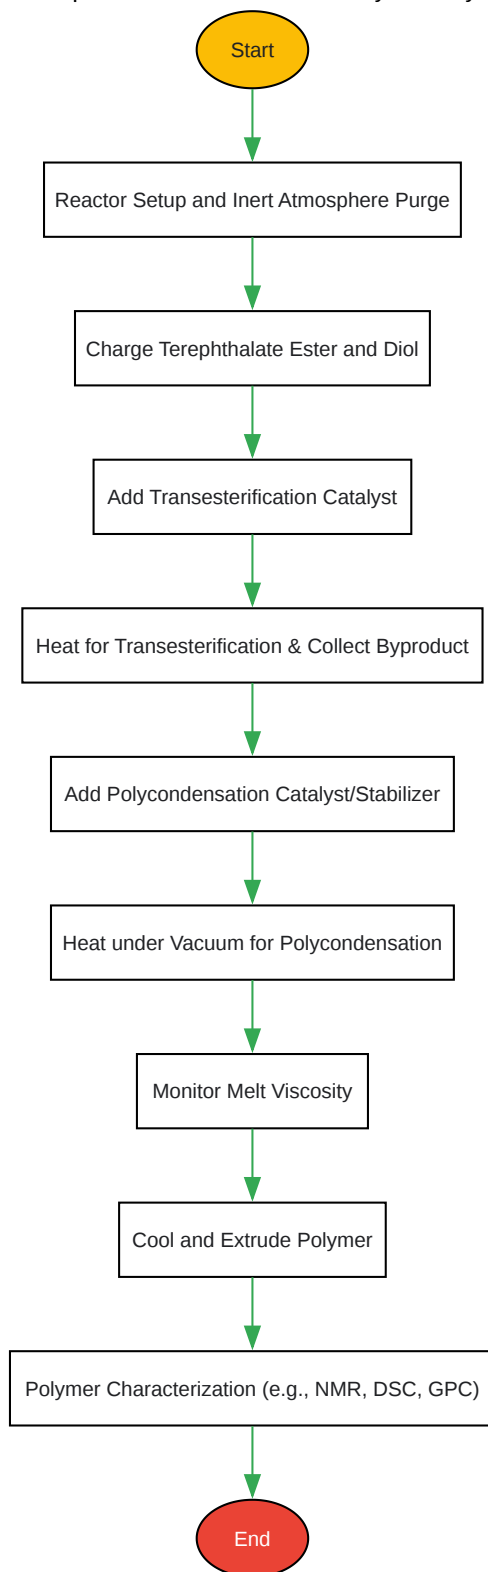 Start
Reactor Setup and Inert Atmosphere Purge
Charge Terephthalate Ester and Diol
Add Transesterification Catalyst
Heat for Transesterification & Collect Byproduct
Add Polycondensation Catalyst/Stabilizer
Heat under Vacuum for Polycondensation
Monitor Melt Viscosity
Cool and Extrude Polymer
Polymer Characterization (e.g., NMR, DSC, GPC)
End